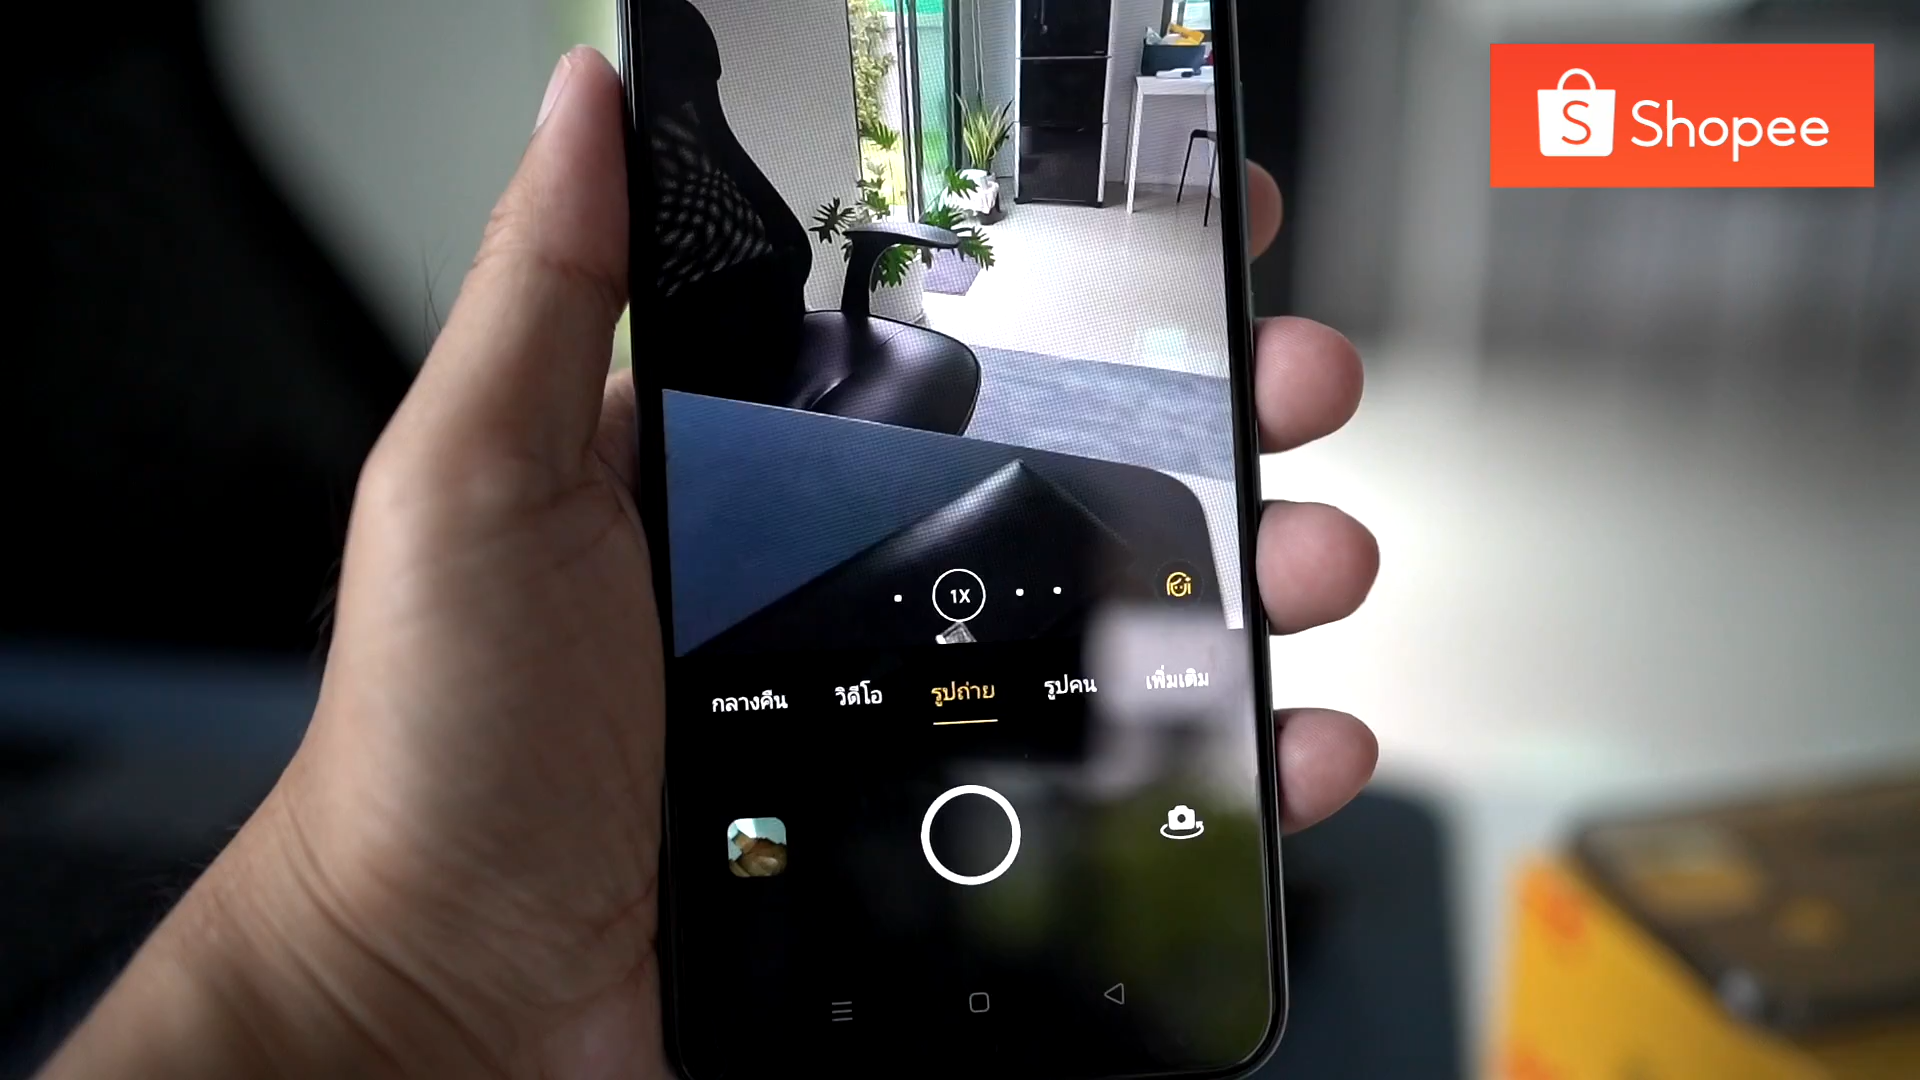 S Shopee
1X
กลางคืน วิดีโอ รูปถ่าย รูปคน เพิ่มเติม